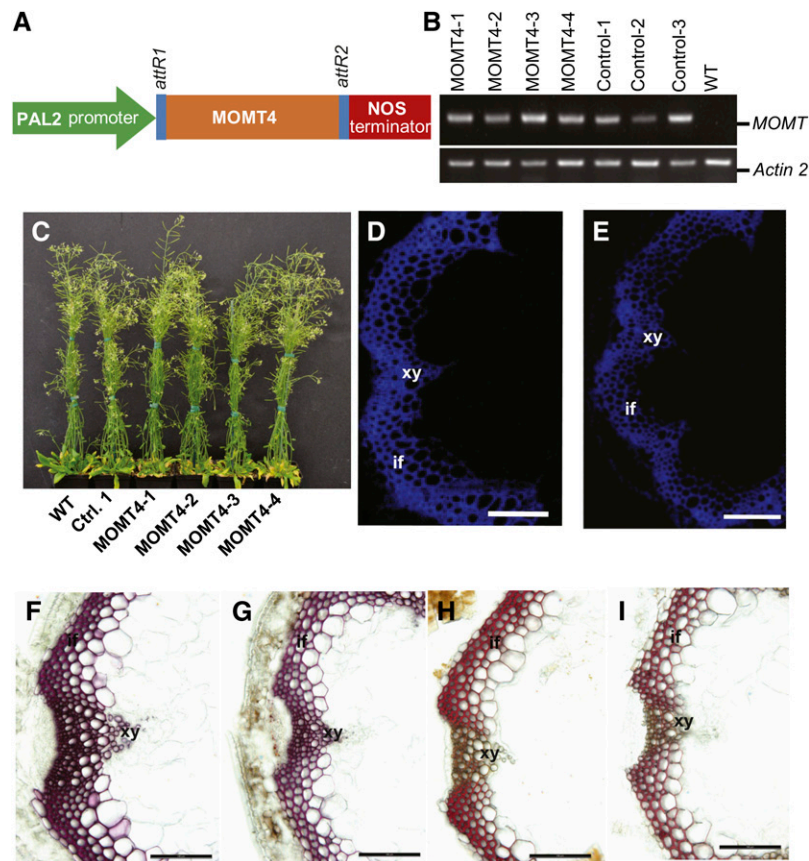 A
attR1
attR2
PAL2 promoter
MOMT4
NOS
terminator
B
MOMT4-1
MOMT4-2
MOMT4-3
MOMT4-4
Control-1
Control-2
Control-3
WT
MOMT
Actin 2
C
WT
Ctrl. 1
MOMT4-1
MOMT4-2
MOMT4-3
MOMT4-4
D
xy
if
E
xy
if
F
if
xy
G
if
xy
H
if
xy
I
if
xy